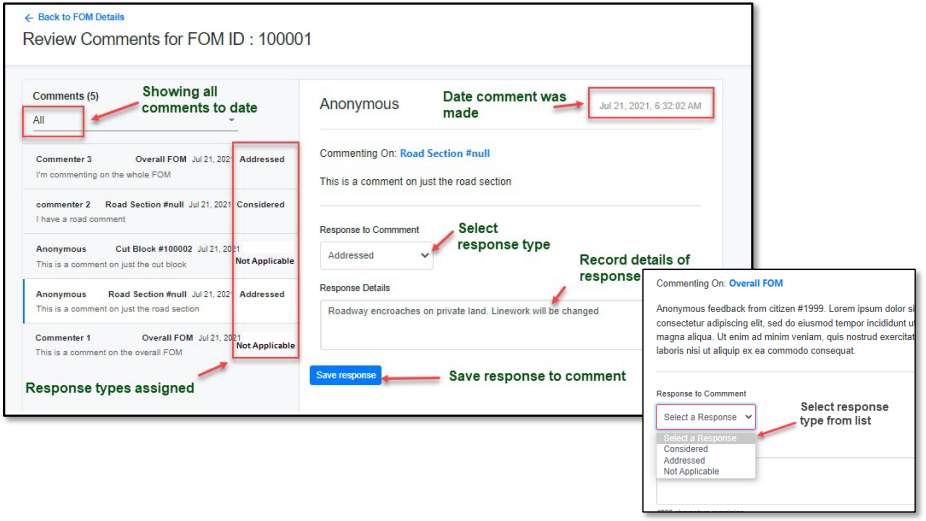 ← Back to FOM Details
Review Comments for FOM ID : 100001
Comments (5)
All
Showing all
comments to date
Commenter 3 Overall FOM Jul 21, 2021 Addressed
I'm commenting on the whole FOM
commenter 2 Road Section #null Jul 21, 2021 Considered
I have a road comment
Anonymous Cut Block #100002 Jul 21, 2021
Not Applicable
This is a comment on just the cut block
Anonymous Road Section #null Jul 21, 2021 Addressed
This is a comment on just the road section
Commenter 1 Overall FOM Jul 21, 2021
Not Applicable
This is a comment on the overall FOM
Response types assigned
Anonymous
Date comment was
made
Jul 21, 2021, 6:32:02 AM
Commenting On: Road Section #null
This is a comment on just the road section
Response to Commment
Addressed
Select
response type
Record details of
response
Response Details
Roadway encroaches on private land. Linework will be changed
Save response
Save response to comment
Commenting On: Overall FOM
Anonymous feedback from citizen #1999. Lorem ipsum dolor si
consectetur adipiscing elit, sed do eiusmod tempor incididunt u
magna aliqua. Ut enim ad minim veniam, quis nostrud exercitat
laboris nisi ut aliquip ex ea commodo consequat.
Response to Commment
Select a Response
Select a Response
Considered
Addressed
Not Applicable
Select response
type from list